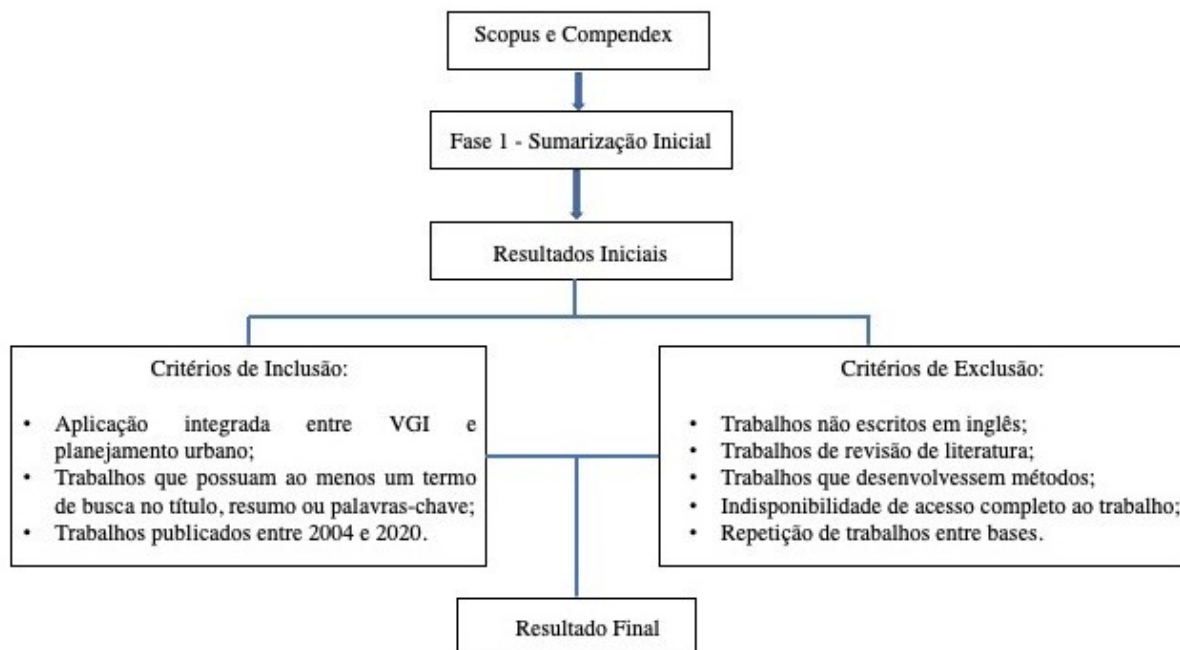 Scopus e Compendex
Fase 1 - Sumarização Inicial
Resultados Iniciais
Critérios de Inclusão:
• Aplicação integrada entre VGI e
planejamento urbano;
• Trabalhos que possuam ao menos um termo
de busca no título, resumo ou palavras-chave;
• Trabalhos publicados entre 2004 e 2020.
Critérios de Exclusão:
• Trabalhos não escritos em inglês;
• Trabalhos de revisão de literatura;
• Trabalhos que desenvolvessem métodos;
• Indisponibilidade de acesso completo ao trabalho;
• Repetição de trabalhos entre bases.
Resultado Final